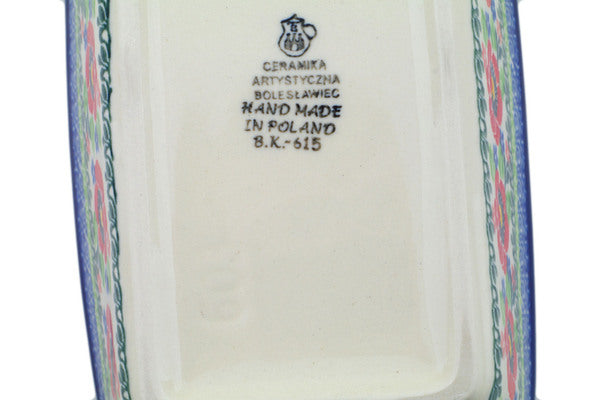 CERAMIKA
ARTYSTYCZNA
BOLESŁAWIEC
HAND MADE
IN POLAND
B.K.-615